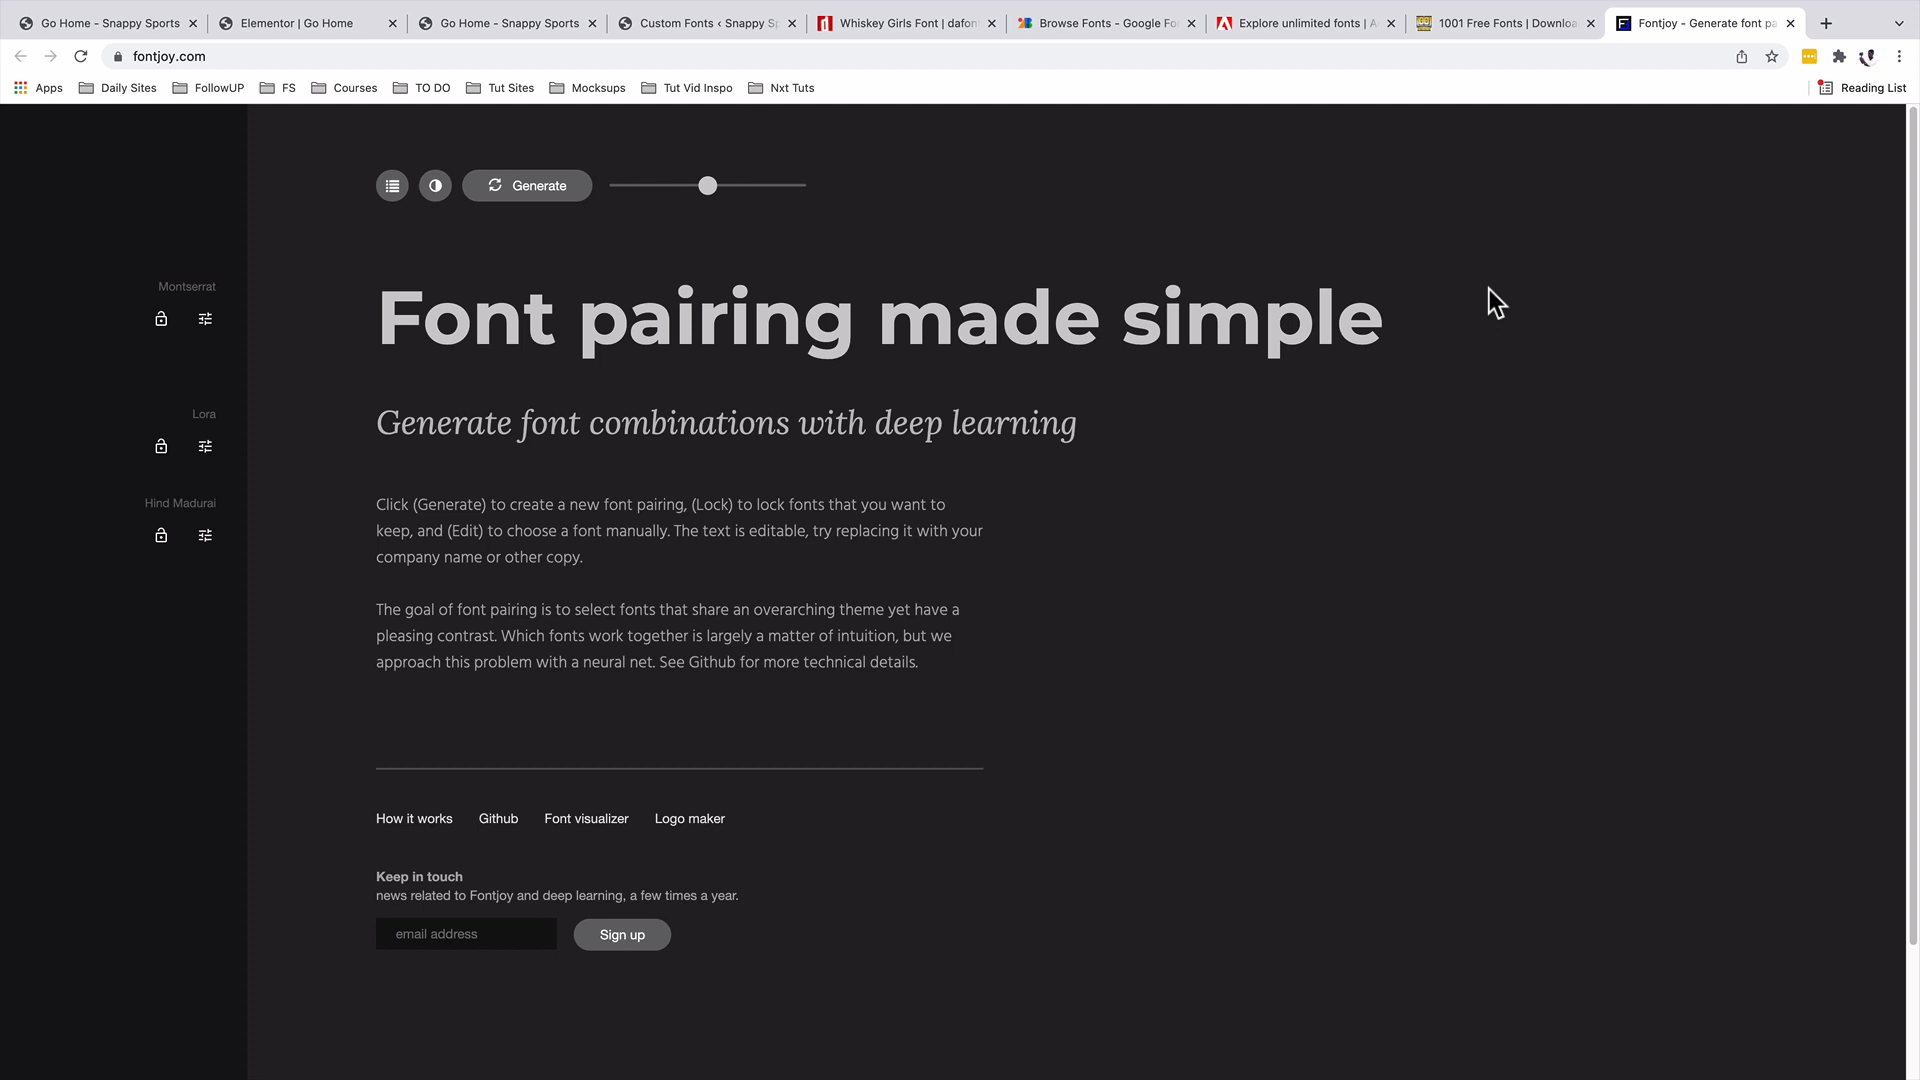 Go Home - Snappy Sports
Elementor | Go Home
Go Home - Snappy Sports
Custom Fonts ‹ Snappy Sp
Whiskey Girls Font | dafon
Browse Fonts - Google Fo
Explore unlimited fonts | A
1001 Free Fonts | Downloa
Fontjoy - Generate font pa
fontjoy.com
Apps
Daily Sites
FollowUP
FS
Courses
TO DO
Tut Sites
Mocksups
Tut Vid Inspo
Nxt Tuts
Reading List
Generate
Montserrat
Font pairing made simple
Lora
Generate font combinations with deep learning
Hind Madurai
Click (Generate) to create a new font pairing, (Lock) to lock fonts that you want to
keep, and (Edit) to choose a font manually. The text is editable, try replacing it with your
company name or other copy.
The goal of font pairing is to select fonts that share an overarching theme yet have a
pleasing contrast. Which fonts work together is largely a matter of intuition, but we
approach this problem with a neural net. See Github for more technical details.
How it works
Github
Font visualizer
Logo maker
Keep in touch
news related to Fontjoy and deep learning, a few times a year.
email address
Sign up